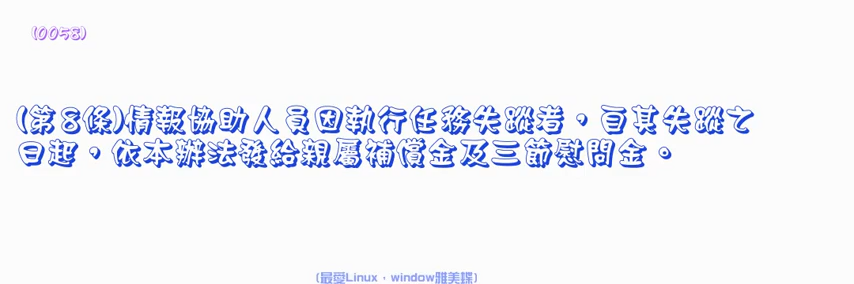 (0058)
(第8條)情報協助人員因執行任務失蹤者，自其失蹤之
日起，依本辦法發給親屬補償金及三節慰問金。
(最愛Linux，window雅美蝶)